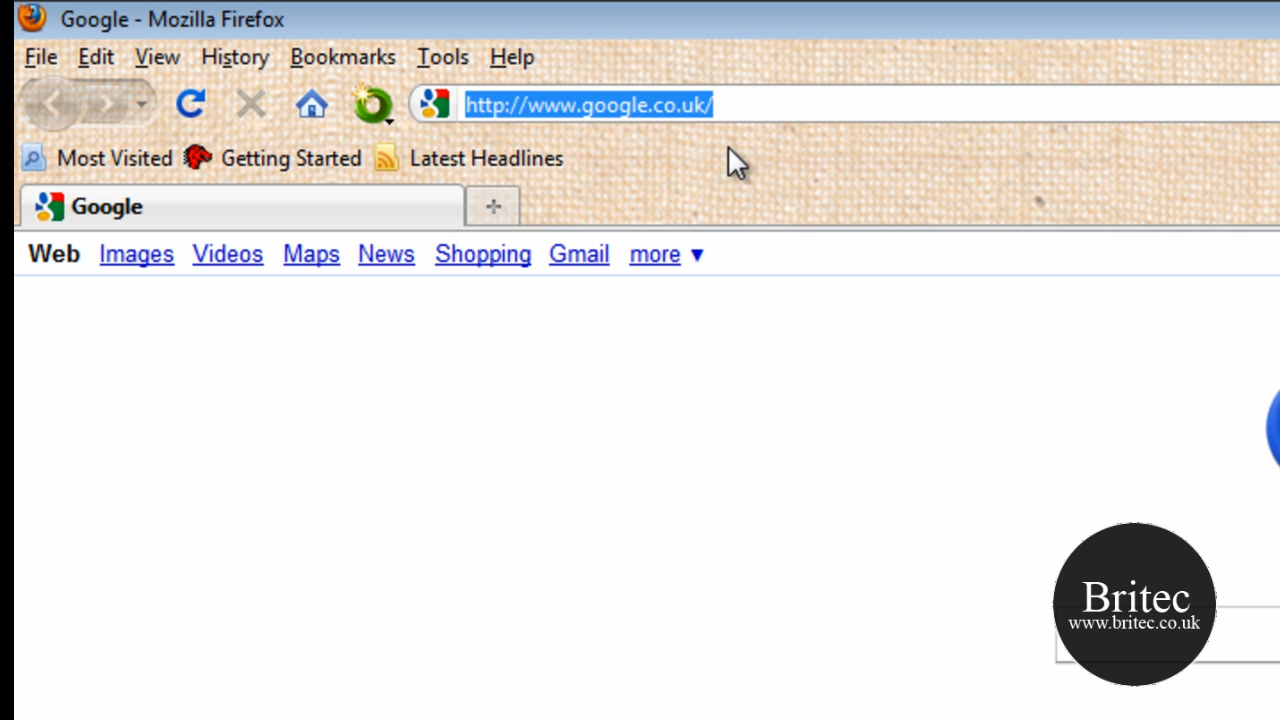 Google - Mozilla Firefox
File Edit View History Bookmarks Tools Help
http://www.google.co.uk/
Most Visited Getting Started Latest Headlines
Google
Web Images Videos Maps News Shopping Gmail more ▼
Britec
www.britec.co.uk